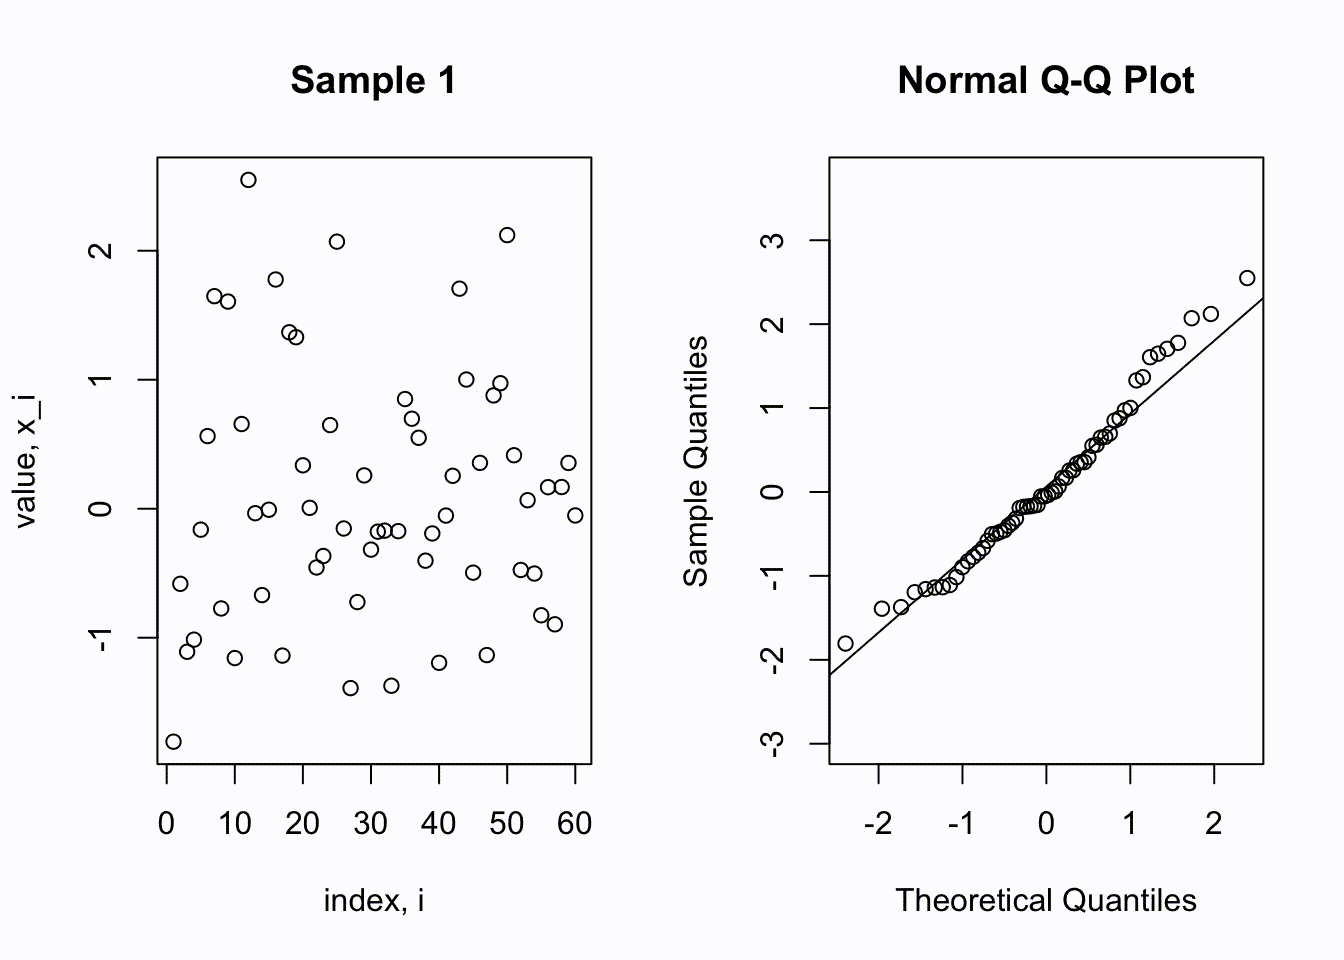 Sample 1
value, x_i
2
1
0
-1
0 10 20 30 40 50 60
index, i
Normal Q-Q Plot
Sample Quantiles
3
2
1
0
-1
-2
-3
-2 -1 0 1 2
Theoretical Quantiles